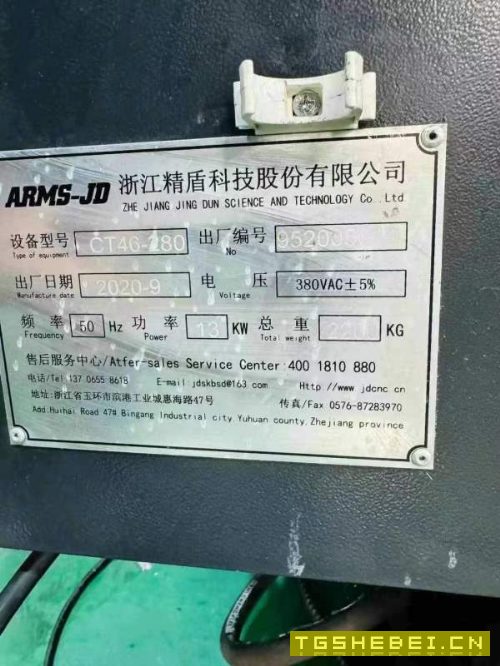 ARMS-JD 浙江精盾科技股份有限公司
ZHE JIANG JING DUN SCIENCE AND TECHNOLOGY Co.,Ltd.
设备型号 CT46-280 出厂编号
Type of equipment No
出厂日期 2020-9 电 压 380VAC±5%
Manufacture date Voltage
频 率 50 Hz 功 率 13 KW 总 重 KG
Frequency Power Total weight
售后服务中心/Atfer-sales Service Center:400 1810 880
电话/Tel 137 0655 8618 E-mail jdskbsd@163.com Http://www.jdcnc.cn
地址:浙江省玉环市滨港工业城惠海路47号 传真/Fax 0576-87283970
Add.Huihai Road 47# Bingang Industrial city Yuhuan county, Zhejiang province
TGSHEBEI.CN